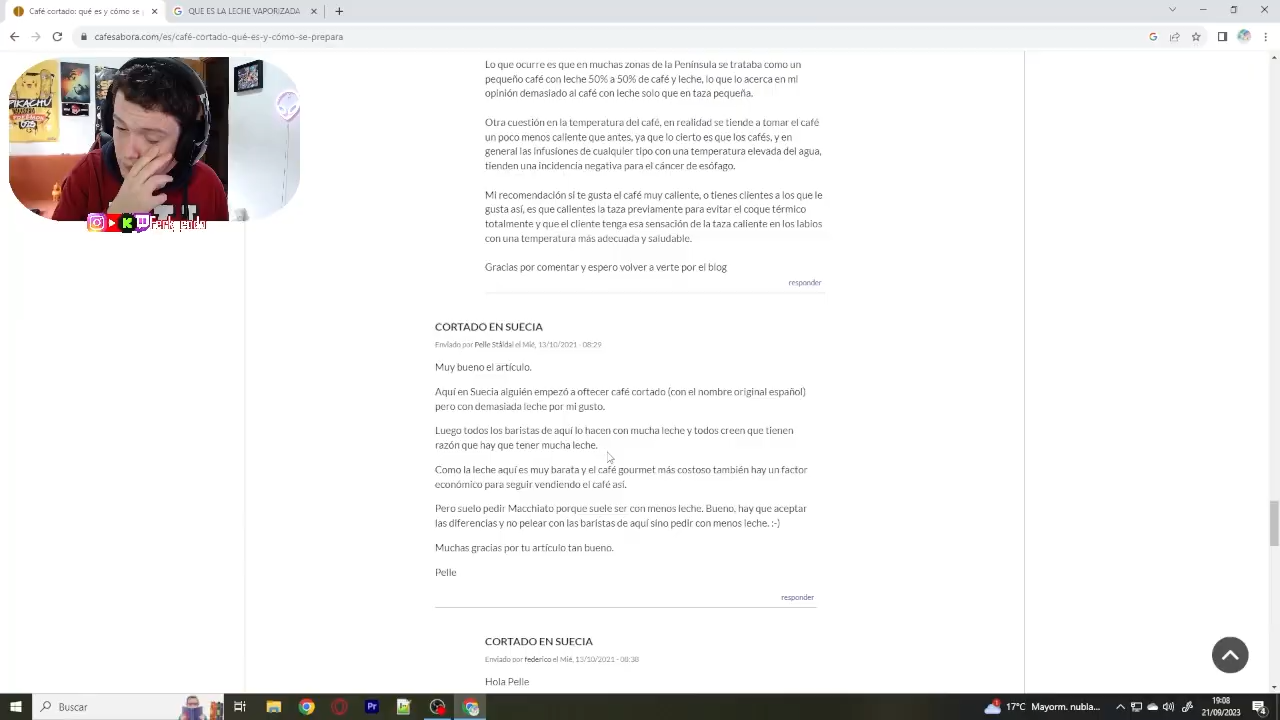 Café cortado: qué es y cómo se
QUE ES LA LECHE VAPORIZADA
cafesabora.com/es/café-cortado-qué-es-y-cómo-se-prepara
PIKACHU
Lo que ocurre es que en muchas zonas de la Península se trataba como un
pequeño café con leche 50% a 50% de café y leche, lo que lo acerca en mi
opinión demasiado al café con leche solo que en taza pequeña.
Otra cuestión en la temperatura del café, en realidad se tiende a tomar el café
un poco menos caliente que antes, ya que lo cierto es que los cafés, y en
general las infusiones de cualquier tipo con una temperatura elevada del agua,
tienden una incidencia negativa para el cáncer de esófago.
Mi recomendación si te gusta el café muy caliente, o tienes clientes a los que le
gusta así, es que calientes la taza previamente para evitar el coque térmico
totalmente y que el cliente tenga esa sensación de la taza caliente en los labios
con una temperatura más adecuada y saludable.
Gracias por comentar y espero volver a verte por el blog
responder
CORTADO EN SUECIA
Enviado por Pelle Ståldal el Mié, 13/10/2021 - 08:29
Muy bueno el artículo.
Aquí en Suecia alguién empezó a oftecer café cortado (con el nombre original español)
pero con demasiada leche por mi gusto.
Luego todos los baristas de aquí lo hacen con mucha leche y todos creen que tienen
razón que hay que tener mucha leche.
Como la leche aquí es muy barata y el café gourmet más costoso también hay un factor
económico para seguir vendiendo el café así.
Pero suelo pedir Macchiato porque suele ser con menos leche. Bueno, hay que aceptar
las diferencias y no pelear con las baristas de aquí sino pedir con menos leche. :-)
Muchas gracias por tu artículo tan bueno.
Pelle
responder
CORTADO EN SUECIA
Enviado por federico el Mié, 13/10/2021 - 08:38
Hola Pelle
Buscar
17°C Mayorm. nubla...
19:08
21/09/2023